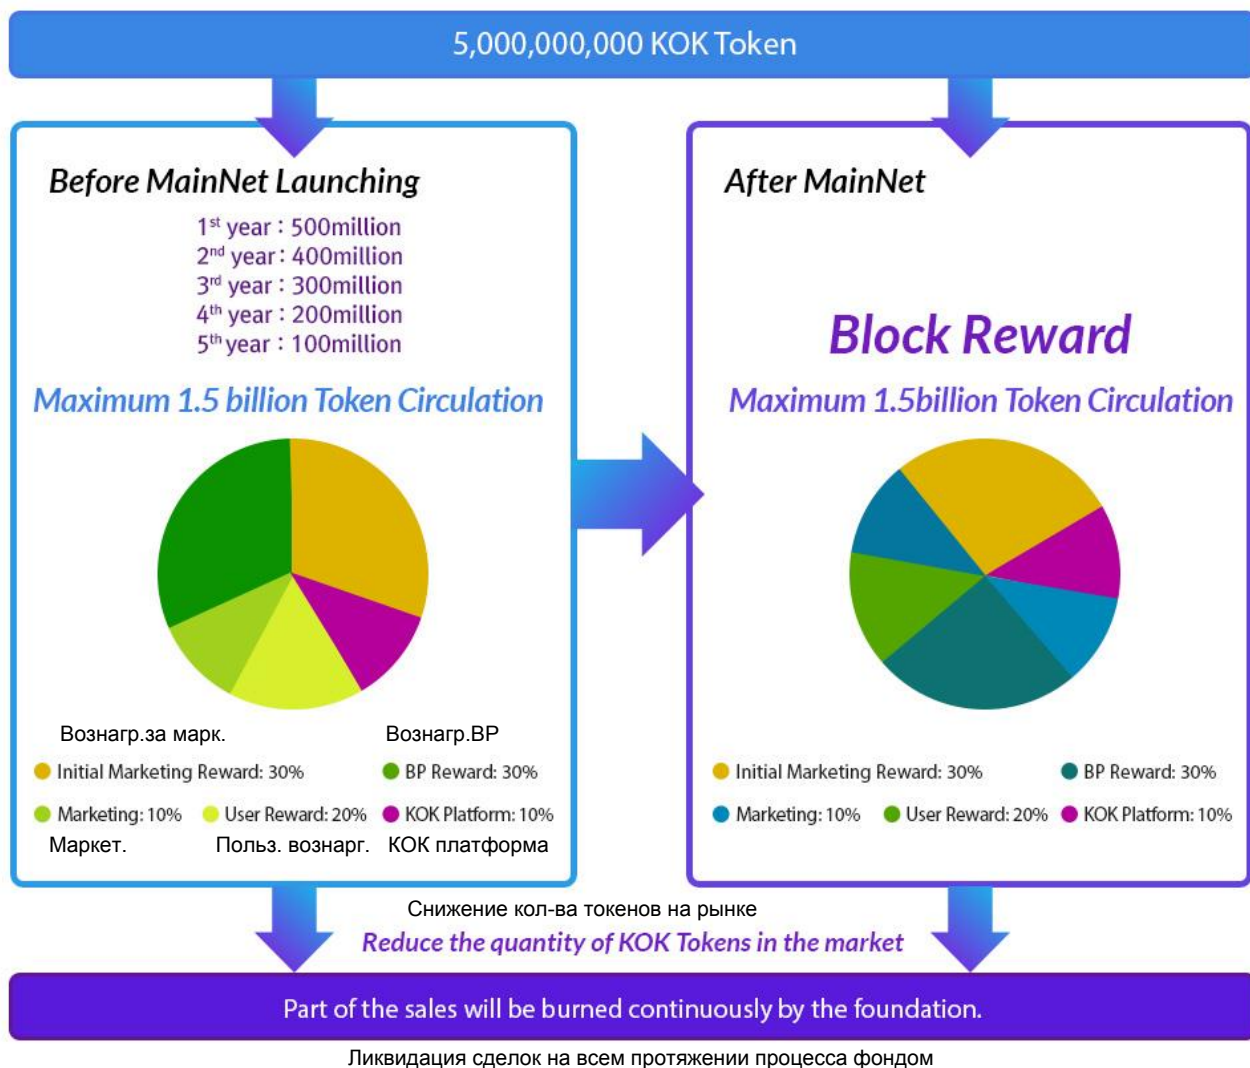 5,000,000,000 KOK Token
Before MainNet Launching
1st year : 500million
2nd year : 400million
3rd year : 300million
4th year : 200million
5th year : 100million
Maximum 1.5 billion Token Circulation
Вознагр.за марк. Вознагр.ВР
Initial Marketing Reward: 30% BP Reward: 30%
Marketing: 10% User Reward: 20% KOK Platform: 10%
Маркет. Польз. вознарг. КОК платформа
After MainNet
Block Reward
Maximum 1.5billion Token Circulation
Initial Marketing Reward: 30% BP Reward: 30%
Marketing: 10% User Reward: 20% KOK Platform: 10%
Снижение кол-ва токенов на рынке
Reduce the quantity of KOK Tokens in the market
Part of the sales will be burned continuously by the foundation.
Ликвидация сделок на всем протяжении процесса фондом